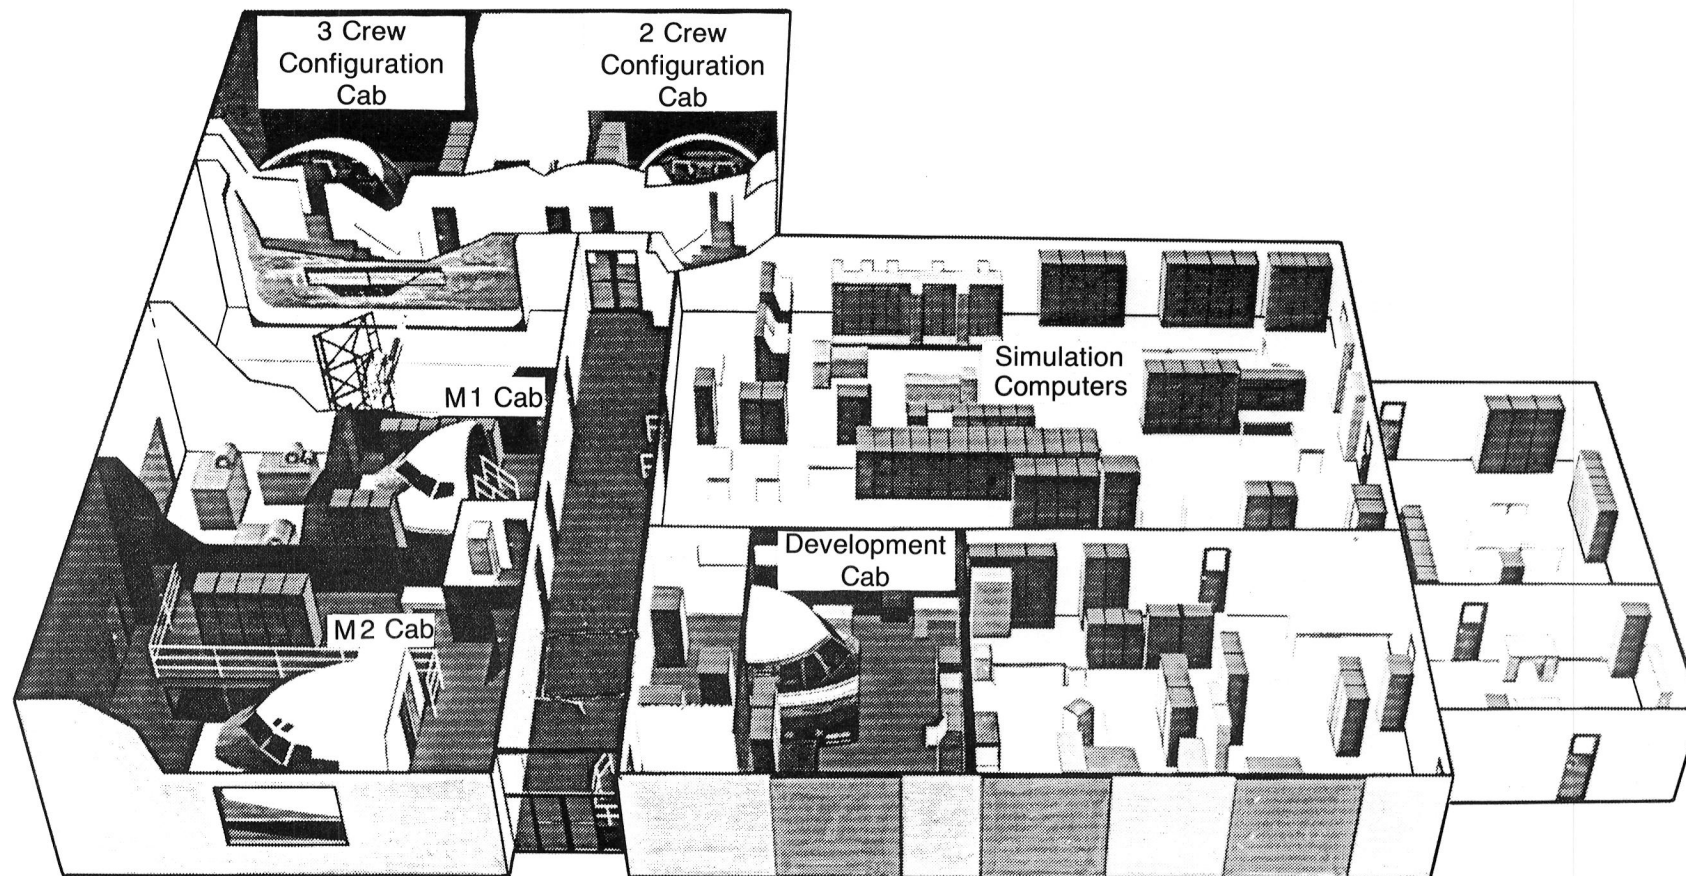 3 Crew
Configuration
Cab
2 Crew
Configuration
Cab
Simulation
Computers
M1 Cab
Development
Cab
M2 Cab